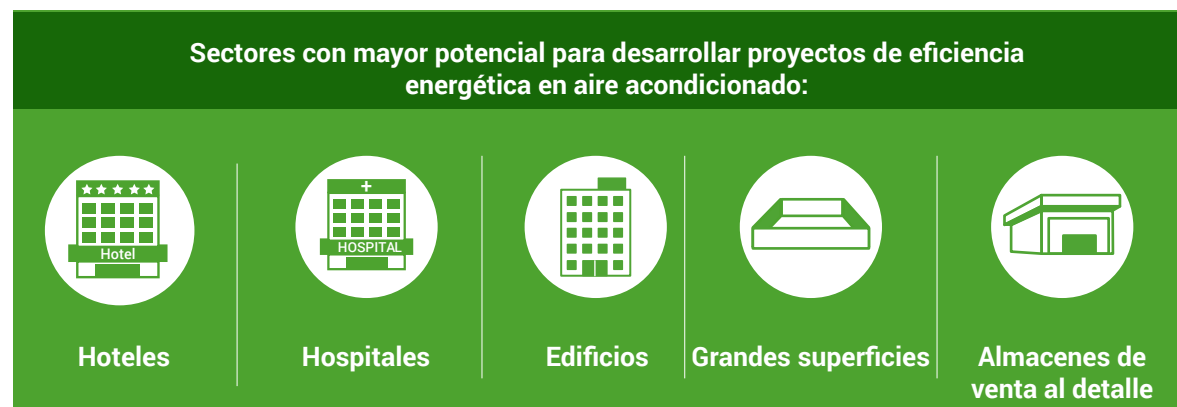 Sectores con mayor potencial para desarrollar proyectos de eficiencia
energética en aire acondicionado:
Hotel
HOSPITAL
Hoteles
Hospitales
Edificios
Grandes superficies
Almacenes de
venta al detalle